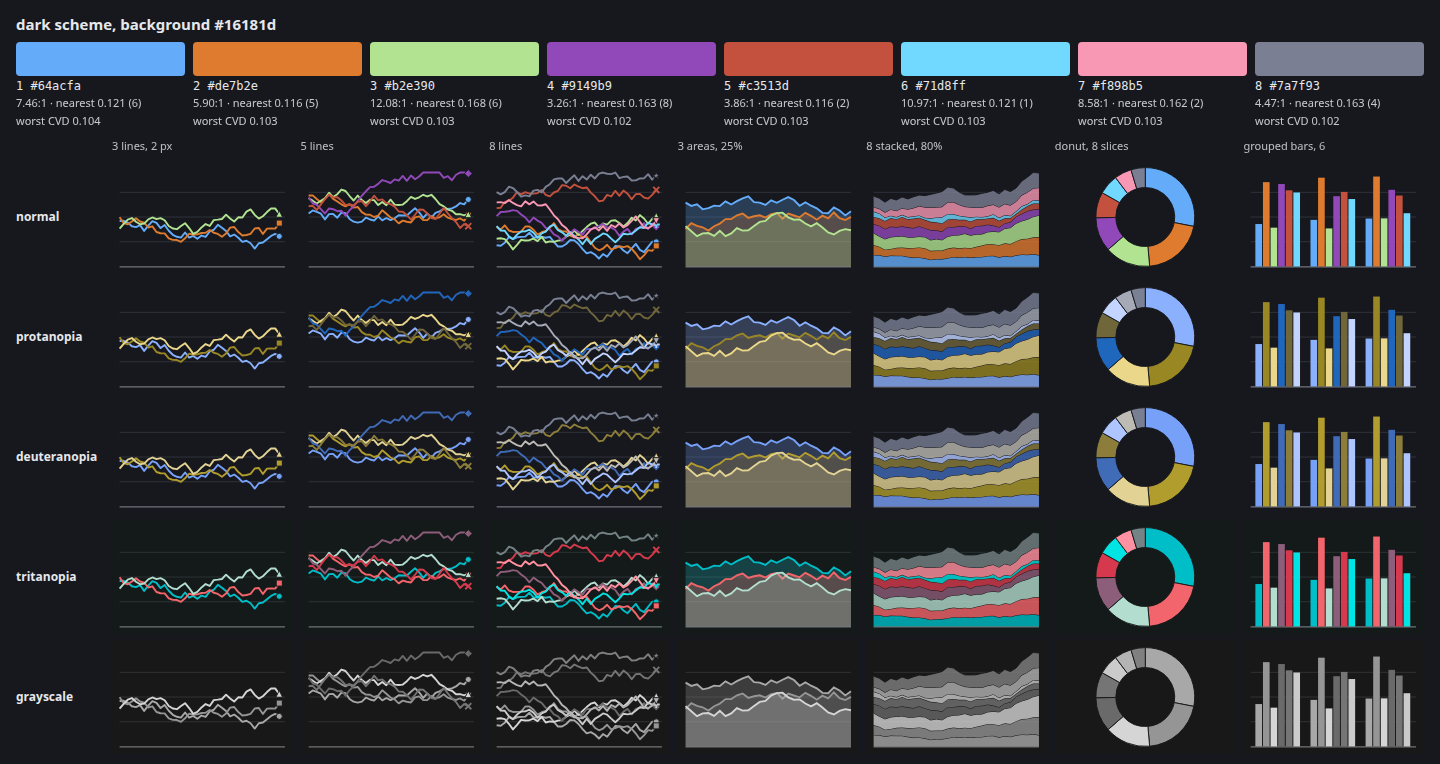 dark scheme, background #16181d
1 #64acfa
7.46:1 · nearest 0.121 (6)
worst CVD 0.104
2 #de7b2e
5.90:1 · nearest 0.116 (5)
worst CVD 0.103
3 #b2e390
12.08:1 · nearest 0.168 (6)
worst CVD 0.103
4 #9149b9
3.26:1 · nearest 0.163 (8)
worst CVD 0.102
5 #c3513d
3.86:1 · nearest 0.116 (2)
worst CVD 0.103
6 #71d8ff
10.97:1 · nearest 0.121 (1)
worst CVD 0.103
7 #f898b5
8.58:1 · nearest 0.162 (2)
worst CVD 0.103
8 #7a7f93
4.47:1 · nearest 0.163 (4)
worst CVD 0.102
3 lines, 2 px
5 lines
8 lines
3 areas, 25%
8 stacked, 80%
donut, 8 slices
grouped bars, 6
normal
protanopia
deuteranopia
tritanopia
grayscale